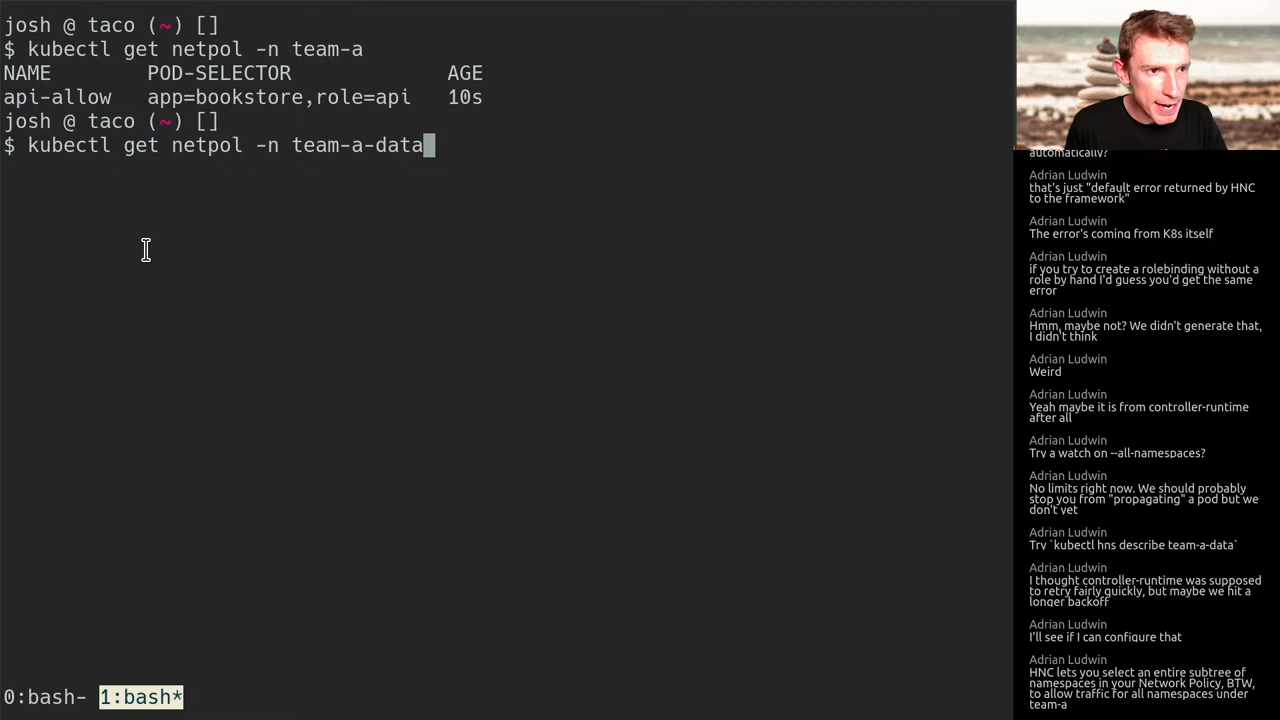 josh @ taco (~) []
$ kubectl get netpol -n team-a
NAME POD-SELECTOR AGE
api-allow app=bookstore,role=api 10s
josh @ taco (~) []
$ kubectl get netpol -n team-a-data
0:bash- 1:bash*
automatically?
Adrian Ludwin
that's just "default error returned by HNC
to the framework"
Adrian Ludwin
The error's coming from K8s itself
Adrian Ludwin
if you try to create a rolebinding without a
role by hand I'd guess you'd get the same
error
Adrian Ludwin
Hmm, maybe not? We didn't generate that,
I didn't think
Adrian Ludwin
Weird
Adrian Ludwin
Yeah maybe it is from controller-runtime
after all
Adrian Ludwin
Try a watch on --all-namespaces?
Adrian Ludwin
No limits right now. We should probably
stop you from "propagating" a pod but we
don't yet
Adrian Ludwin
Try `kubectl hns describe team-a-data`
Adrian Ludwin
I thought controller-runtime was supposed
to retry fairly quickly, but maybe we hit a
longer backoff
Adrian Ludwin
I'll see if I can configure that
Adrian Ludwin
HNC lets you select an entire subtree of
namespaces in your Network Policy, BTW,
to allow traffic for all namespaces under
team-a